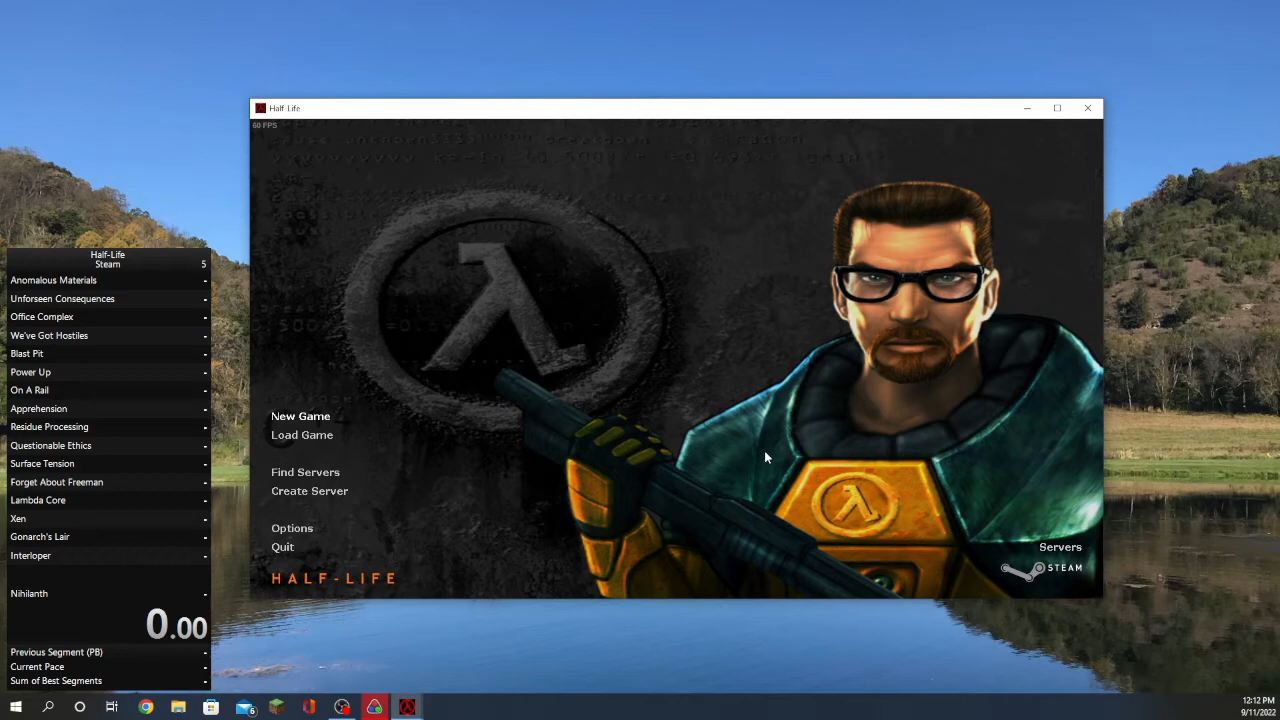 Half-Life
60 FPS
New Game
Load Game
Find Servers
Create Server
Options
Quit
HALF-LIFE
Servers
STEAM
Half-Life
Steam 5
Anomalous Materials -
Unforseen Consequences -
Office Complex -
We've Got Hostiles -
Blast Pit -
Power Up -
On A Rail -
Apprehension -
Residue Processing -
Questionable Ethics -
Surface Tension -
Forget About Freeman -
Lambda Core -
Xen -
Gonarch's Lair -
Interloper -
Nihilanth -
0.00
Previous Segment (PB) -
Current Pace -
Sum of Best Segments -
6
12:12 PM
9/11/2022